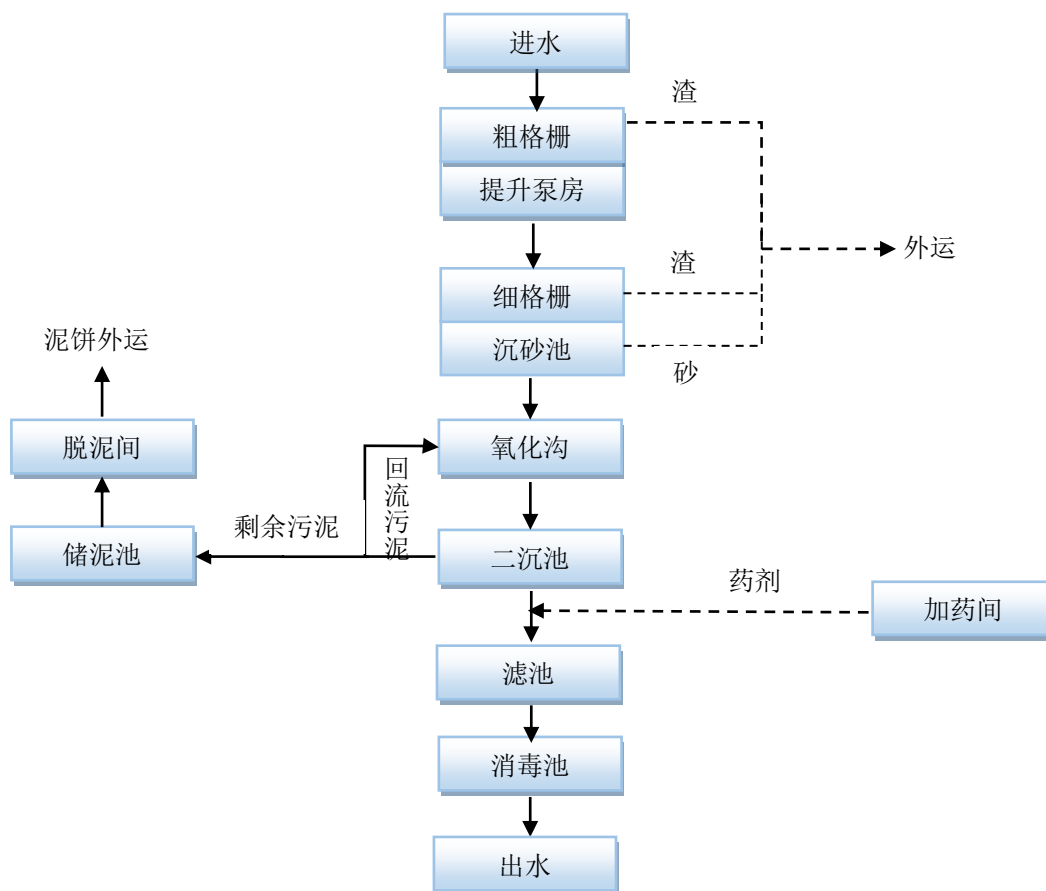 进水
渣
粗格栅
提升泵房
外运
渣
细格栅
沉砂池
砂
泥饼外运
脱泥间
氧化沟
回流污泥
剩余污泥
储泥池
二沉池
药剂
加药间
滤池
消毒池
出水